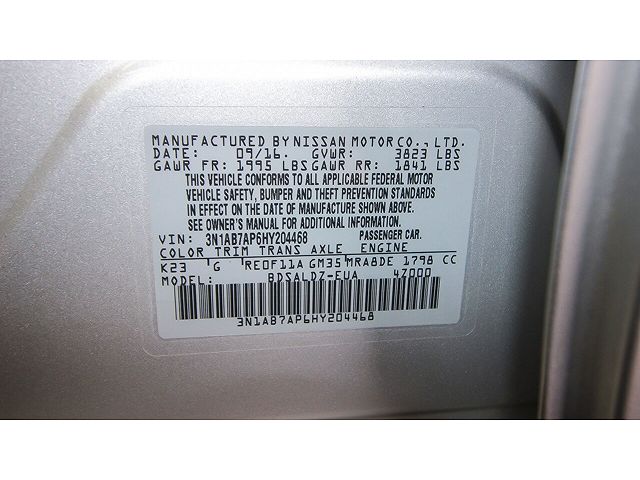 MANUFACTURED BY NISSAN MOTOR CO., LTD.
DATE: 09/16. GVWR: 3823 LBS
GAWR FR: 1995 LBS GAWR RR: 1841 LBS
THIS VEHICLE CONFORMS TO ALL APPLICABLE FEDERAL MOTOR
VEHICLE SAFETY, BUMPER AND THEFT PREVENTION STANDARDS
IN EFFECT ON THE DATE OF MANUFACTURE SHOWN ABOVE.
SEE OWNER'S MANUAL FOR ADDITIONAL INFORMATION.
VIN: 3N1AB7AP6HY204468 PASSENGER CAR.
COLOR TRIM TRANS AXLE ENGINE
K23 G RE0F11A GM35 MRA8DE 1798 CC
MODEL: BDSALDZ-EUA 4Z000
3N1AB7AP6HY204468